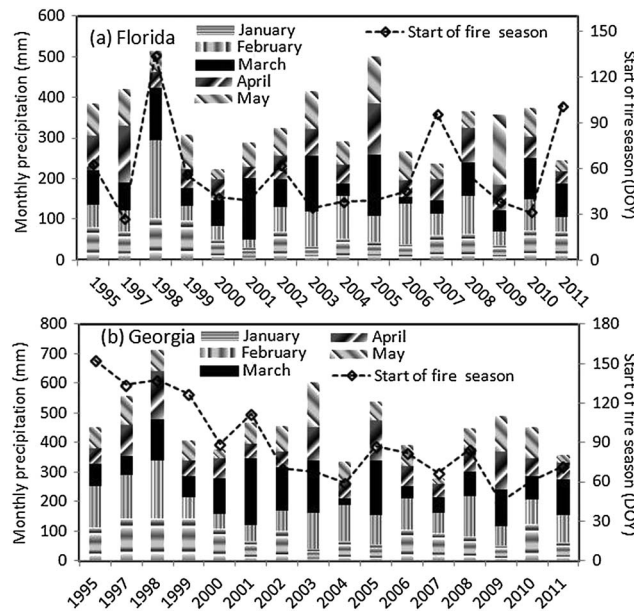 (a) Florida
January
February
March
April
May
Start of fire season
Monthly precipitation (mm)
600
500
400
300
200
100
0
Start of fire season (DOY)
150
120
90
60
30
0
1995 1997 1998 1999 2000 2001 2002 2003 2004 2005 2006 2007 2008 2009 2010 2011
(b) Georgia
January
February
March
April
May
Start of fire season
Monthly precipitation (mm)
800
700
600
500
400
300
200
100
0
Start of fire season (DOY)
180
150
120
90
60
30
0
1995 1997 1998 1999 2000 2001 2002 2003 2004 2005 2006 2007 2008 2009 2010 2011